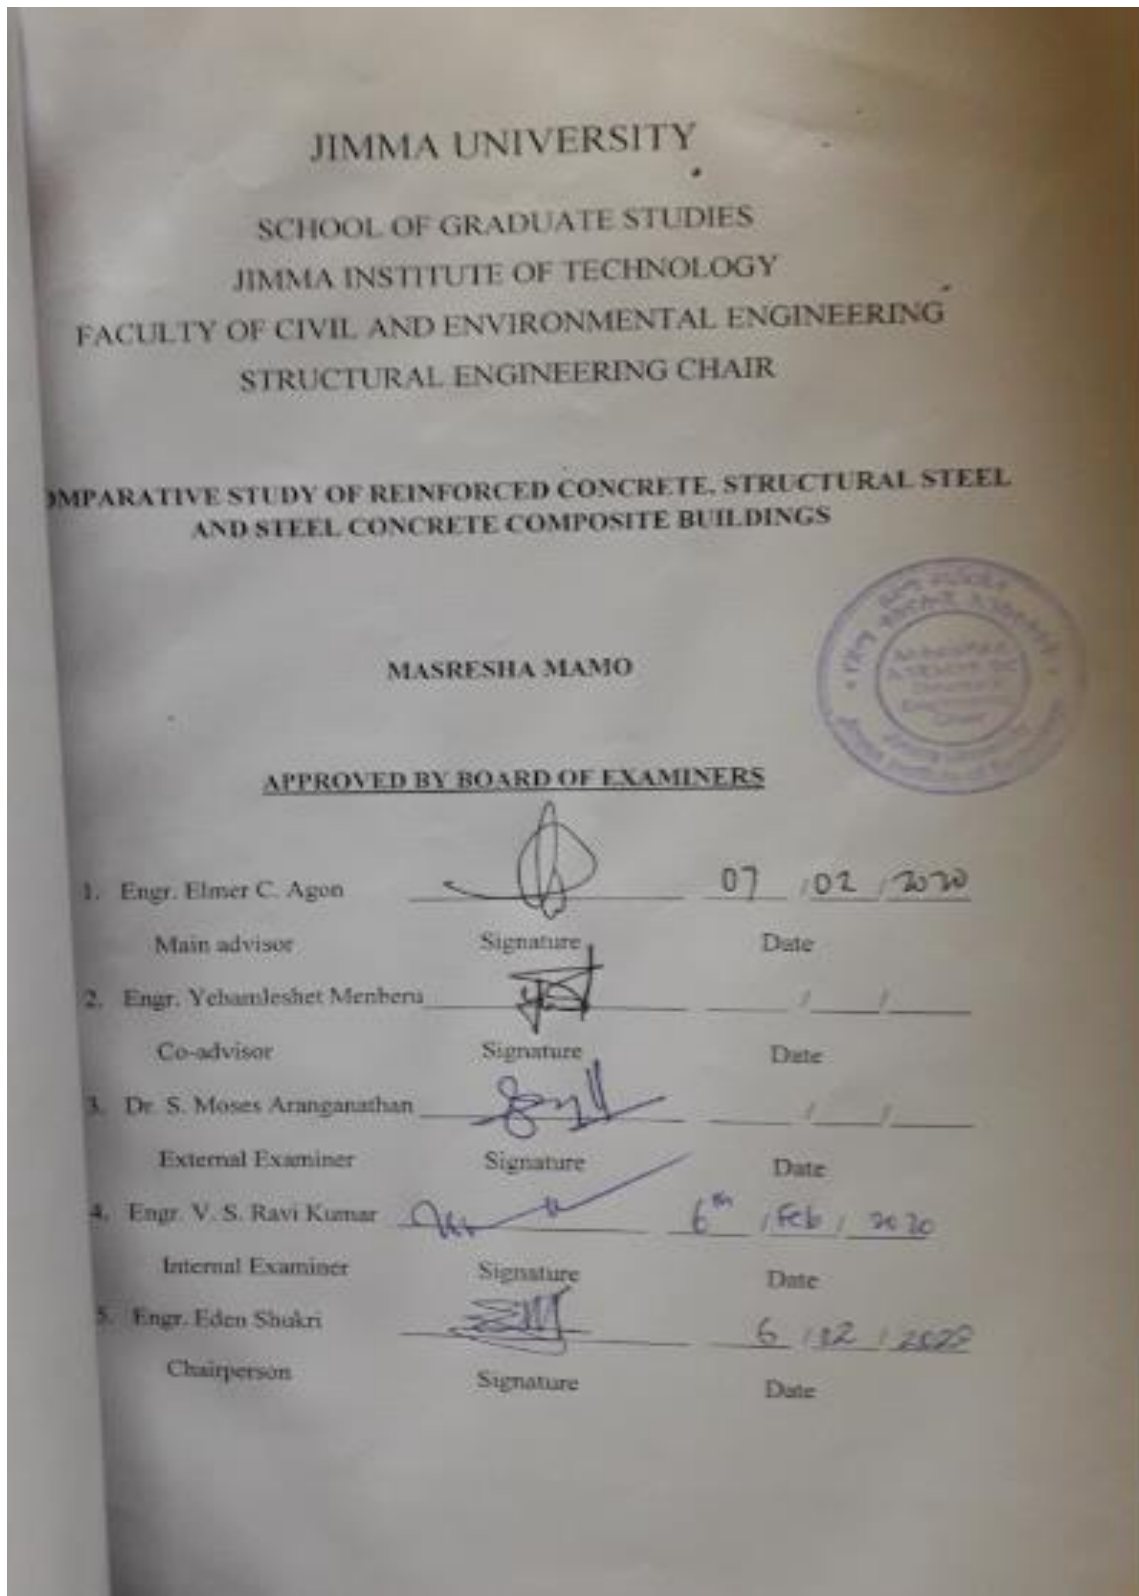 JIMMA UNIVERSITY
SCHOOL OF GRADUATE STUDIES
JIMMA INSTITUTE OF TECHNOLOGY
FACULTY OF CIVIL AND ENVIRONMENTAL ENGINEERING
STRUCTURAL ENGINEERING CHAIR
OMPARATIVE STUDY OF REINFORCED CONCRETE, STRUCTURAL STEEL
AND STEEL CONCRETE COMPOSITE BUILDINGS
MASRESHA MAMO
APPROVED BY BOARD OF EXAMINERS
1. Engr. Elmer C. Agon 07 / 02 / 2020
Main advisor Signature Date
2. Engr. Yehamleshet Menberu / /
Co-advisor Signature Date
3. Dr. S. Moses Aranganathan / /
External Examiner Signature Date
4. Engr. V. S. Ravi Kumar 6th / Feb / 2020
Internal Examiner Signature Date
5. Engr. Eden Shukri 6 / 02 /
Chairperson Signature Date